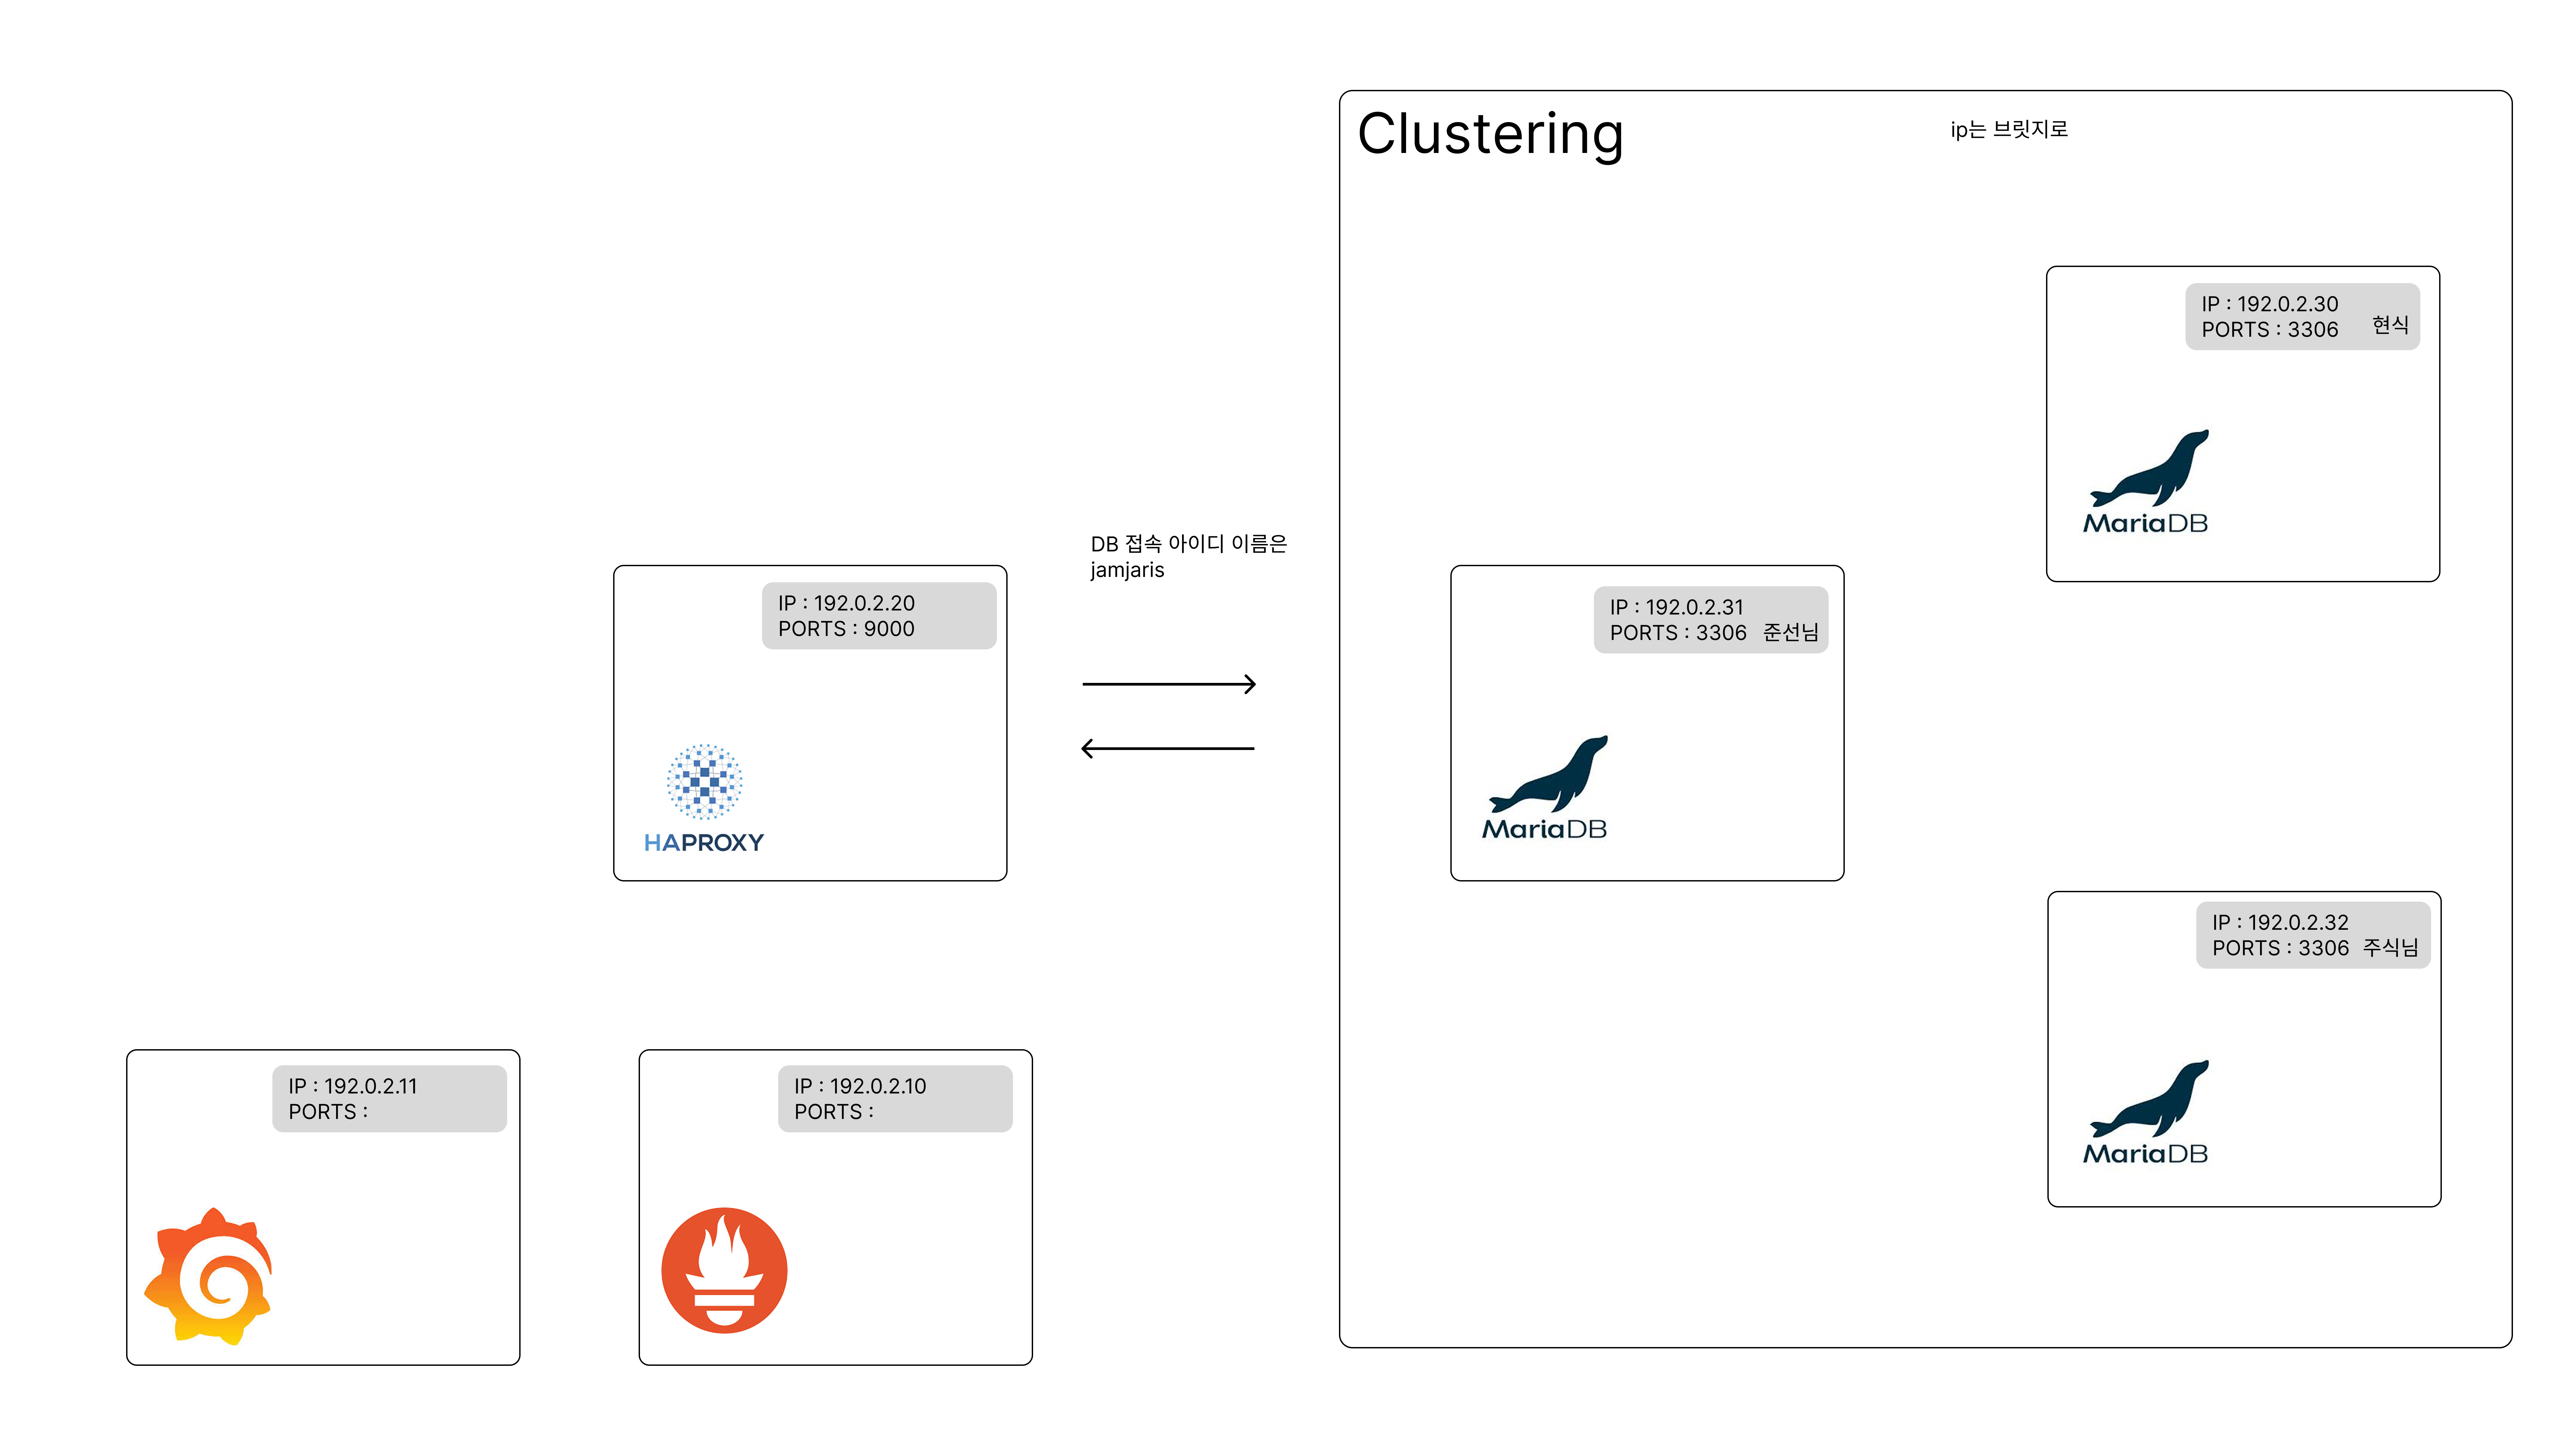 Clustering
ip는 브릿지로
IP : 192.0.2.30
PORTS : 3306 현식
MariaDB
DB 접속 아이디 이름은
jamjaris
IP : 192.0.2.20
PORTS : 9000
HAPROXY
IP : 192.0.2.31
PORTS : 3306 준선님
MariaDB
IP : 192.0.2.32
PORTS : 3306 주식님
MariaDB
IP : 192.0.2.11
PORTS :
IP : 192.0.2.10
PORTS :